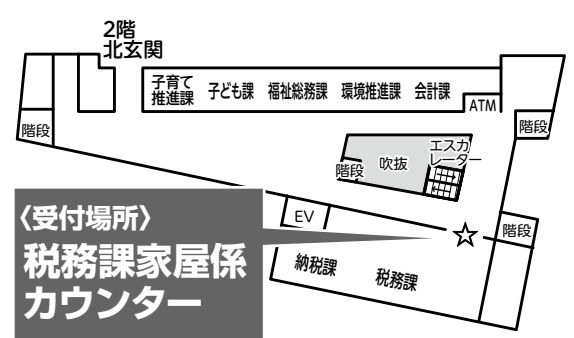 2階
北玄関
子育て
推進課
子ども課
福祉総務課
環境推進課
会計課
ATM
階段
階段
エスカ
レーター
吹抜
階段
EV
階段
〈受付場所〉
税務課家屋係
カウンター
納税課
税務課